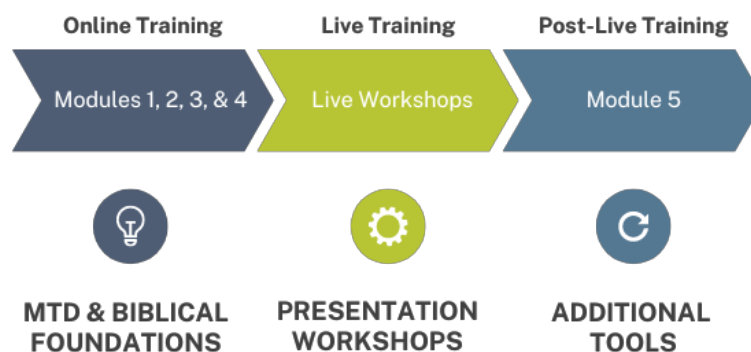 Online Training
Live Training
Post-Live Training
Modules 1, 2, 3, & 4
Live Workshops
Module 5
MTD & BIBLICAL
FOUNDATIONS
PRESENTATION
WORKSHOPS
ADDITIONAL
TOOLS